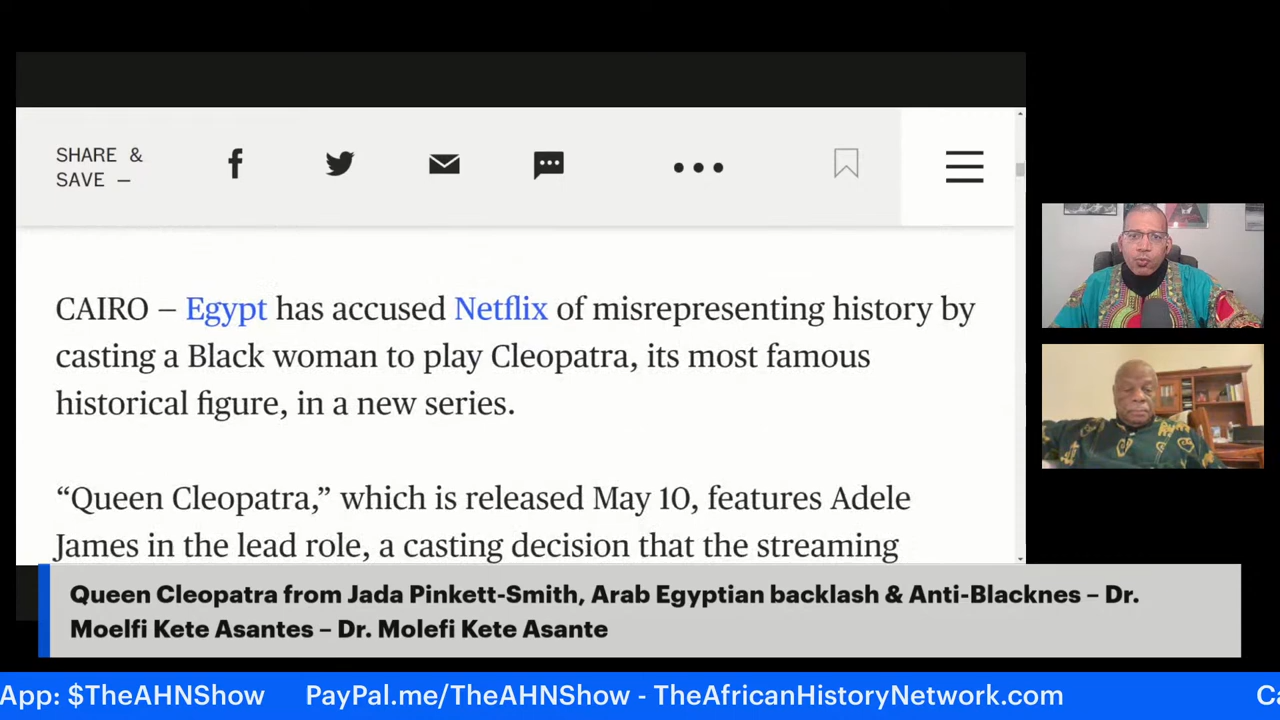 SHARE &
SAVE –
CAIRO – Egypt has accused Netflix of misrepresenting history by
casting a Black woman to play Cleopatra, its most famous
historical figure, in a new series.
“Queen Cleopatra,” which is released May 10, features Adele
James in the lead role, a casting decision that the streaming
Queen Cleopatra from Jada Pinkett-Smith, Arab Egyptian backlash & Anti-Blacknes – Dr.
Moelfi Kete Asantes – Dr. Molefi Kete Asante
App: $TheAHNShow PayPal.me/TheAHNShow - TheAfricanHistoryNetwork.com Ca